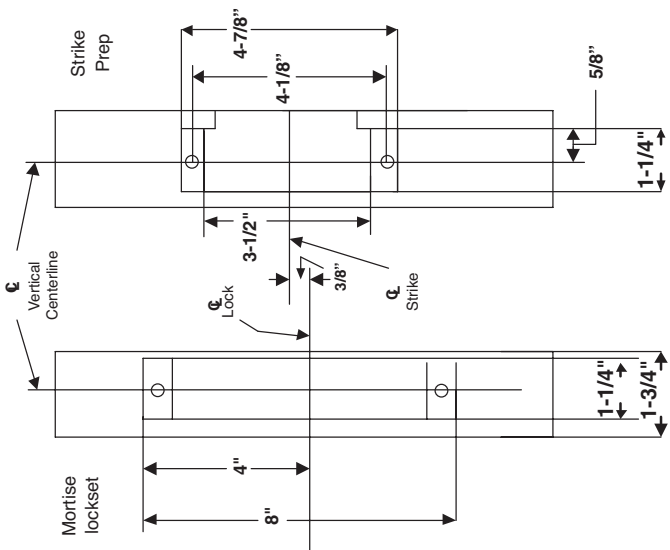 Strike
Prep
4-7/8”
4-1/8”
5/8”
1-1/4"
3-1/2"
3/8”
℄
Strike
℄
Vertical
Centerline
℄
Lock
Mortise
lockset
4"
8"
1-1/4"
1-3/4"